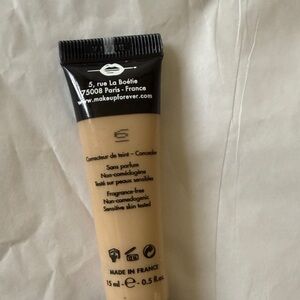 5, rue La Boétie
75008 Paris - France
www.makeupforever.com
Correcteur de teint - Concealer
Sans parfum
Non-comédogène
Testé sur peaux sensibles
Fragrance-free
Non-comedogenic
Sensitive skin tested
MADE IN FRANCE
15 ml - e - 0.5 fl.oz